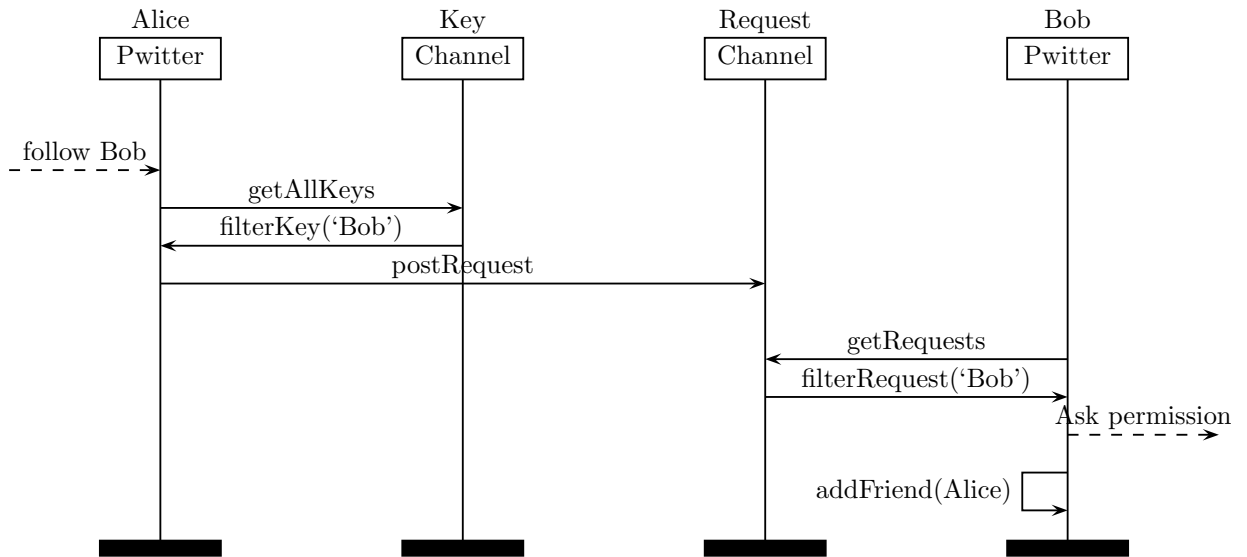 Alice
Key
Request
Bob
Pwitter
Channel
Channel
Pwitter
follow Bob
getAllKeys
filterKey(‘Bob’)
postRequest
getRequests
filterRequest(‘Bob’)
Ask permission
addFriend(Alice)